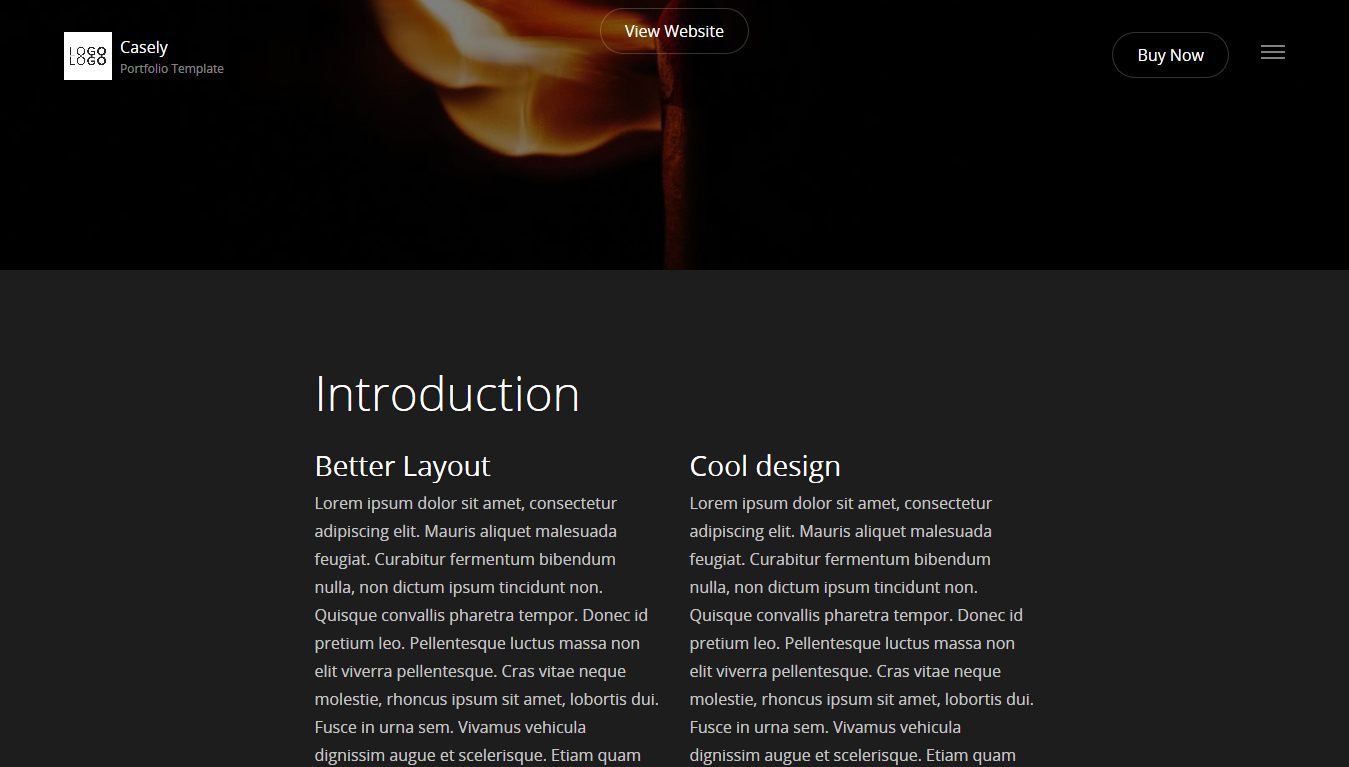 View Website
LOGO
LOGO
Casely
Portfolio Template
Buy Now
Introduction
Better Layout
Lorem ipsum dolor sit amet, consectetur
adipiscing elit. Mauris aliquet malesuada
feugiat. Curabitur fermentum bibendum
nulla, non dictum ipsum tincidunt non.
Quisque convallis pharetra tempor. Donec id
pretium leo. Pellentesque luctus massa non
elit viverra pellentesque. Cras vitae neque
molestie, rhoncus ipsum sit amet, lobortis dui.
Fusce in urna sem. Vivamus vehicula
dignissim augue et scelerisque. Etiam quam
Cool design
Lorem ipsum dolor sit amet, consectetur
adipiscing elit. Mauris aliquet malesuada
feugiat. Curabitur fermentum bibendum
nulla, non dictum ipsum tincidunt non.
Quisque convallis pharetra tempor. Donec id
pretium leo. Pellentesque luctus massa non
elit viverra pellentesque. Cras vitae neque
molestie, rhoncus ipsum sit amet, lobortis dui.
Fusce in urna sem. Vivamus vehicula
dignissim augue et scelerisque. Etiam quam